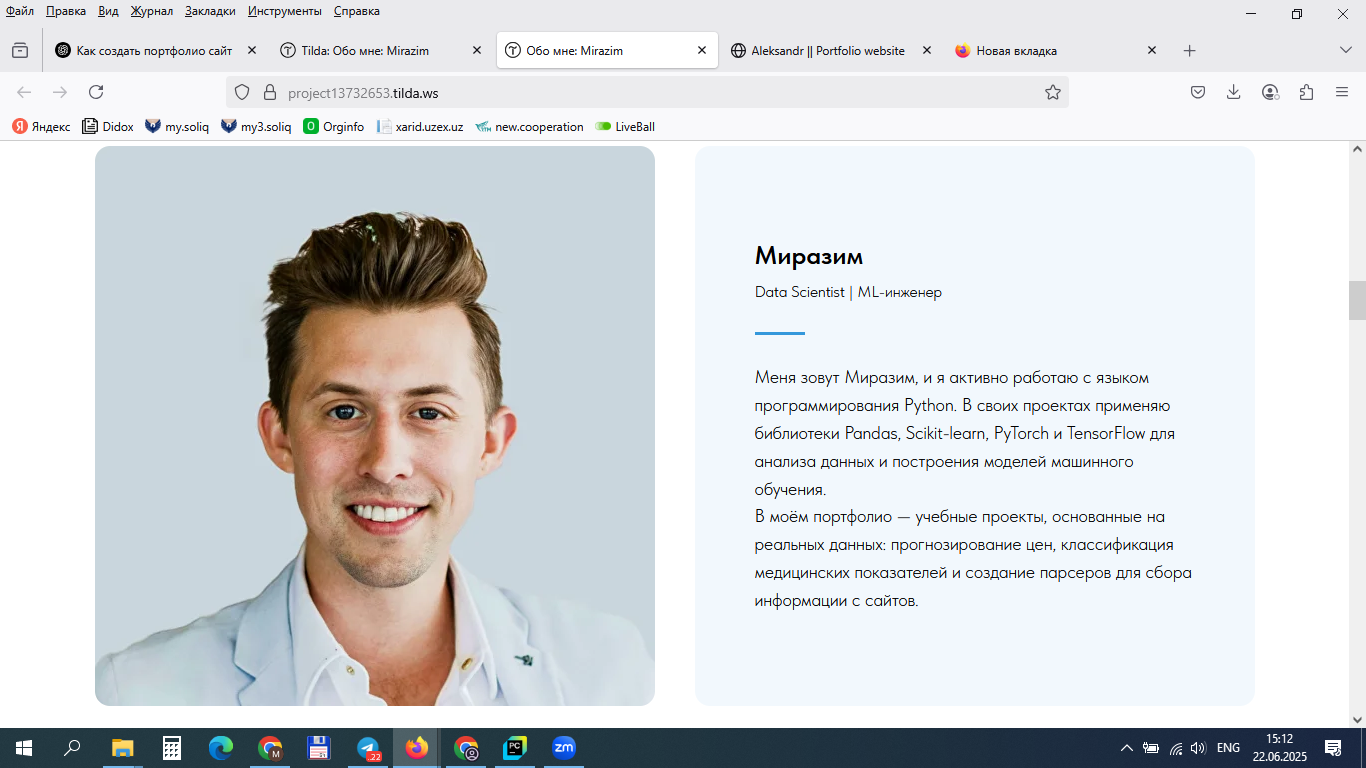 Файл Правка Вид Журнал Закладки Инструменты Справка
Как создать портфолио сайт
Tilda: Обо мне: Mirazim
Обо мне: Mirazim
Aleksandr || Portfolio website
Новая вкладка
project13732653.tilda.ws
Яндекс Didox my.soliq my3.soliq Orginfo xarid.uzex.uz new.cooperation LiveBall
Миразим
Data Scientist | ML-инженер
Меня зовут Миразим, и я активно работаю с языком
программирования Python. В своих проектах применяю
библиотеки Pandas, Scikit-learn, PyTorch и TensorFlow для
анализа данных и построения моделей машинного
обучения.
В моём портфолио — учебные проекты, основанные на
реальных данных: прогнозирование цен, классификация
медицинских показателей и создание парсеров для сбора
информации с сайтов.
M
.22
PC
zm
ENG
15:12
22.06.2025